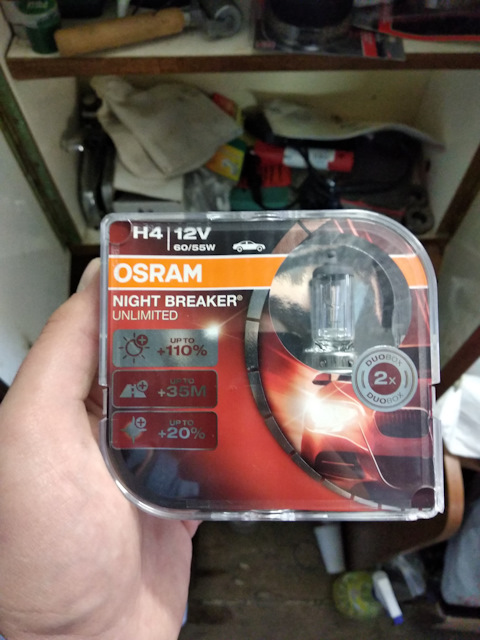 H4 12V
60/55W
OSRAM
NIGHT BREAKER®
UNLIMITED
UP TO
+110%
UP TO
+35M
UP TO
+20%
DUOBOX
2x
DUOBOX